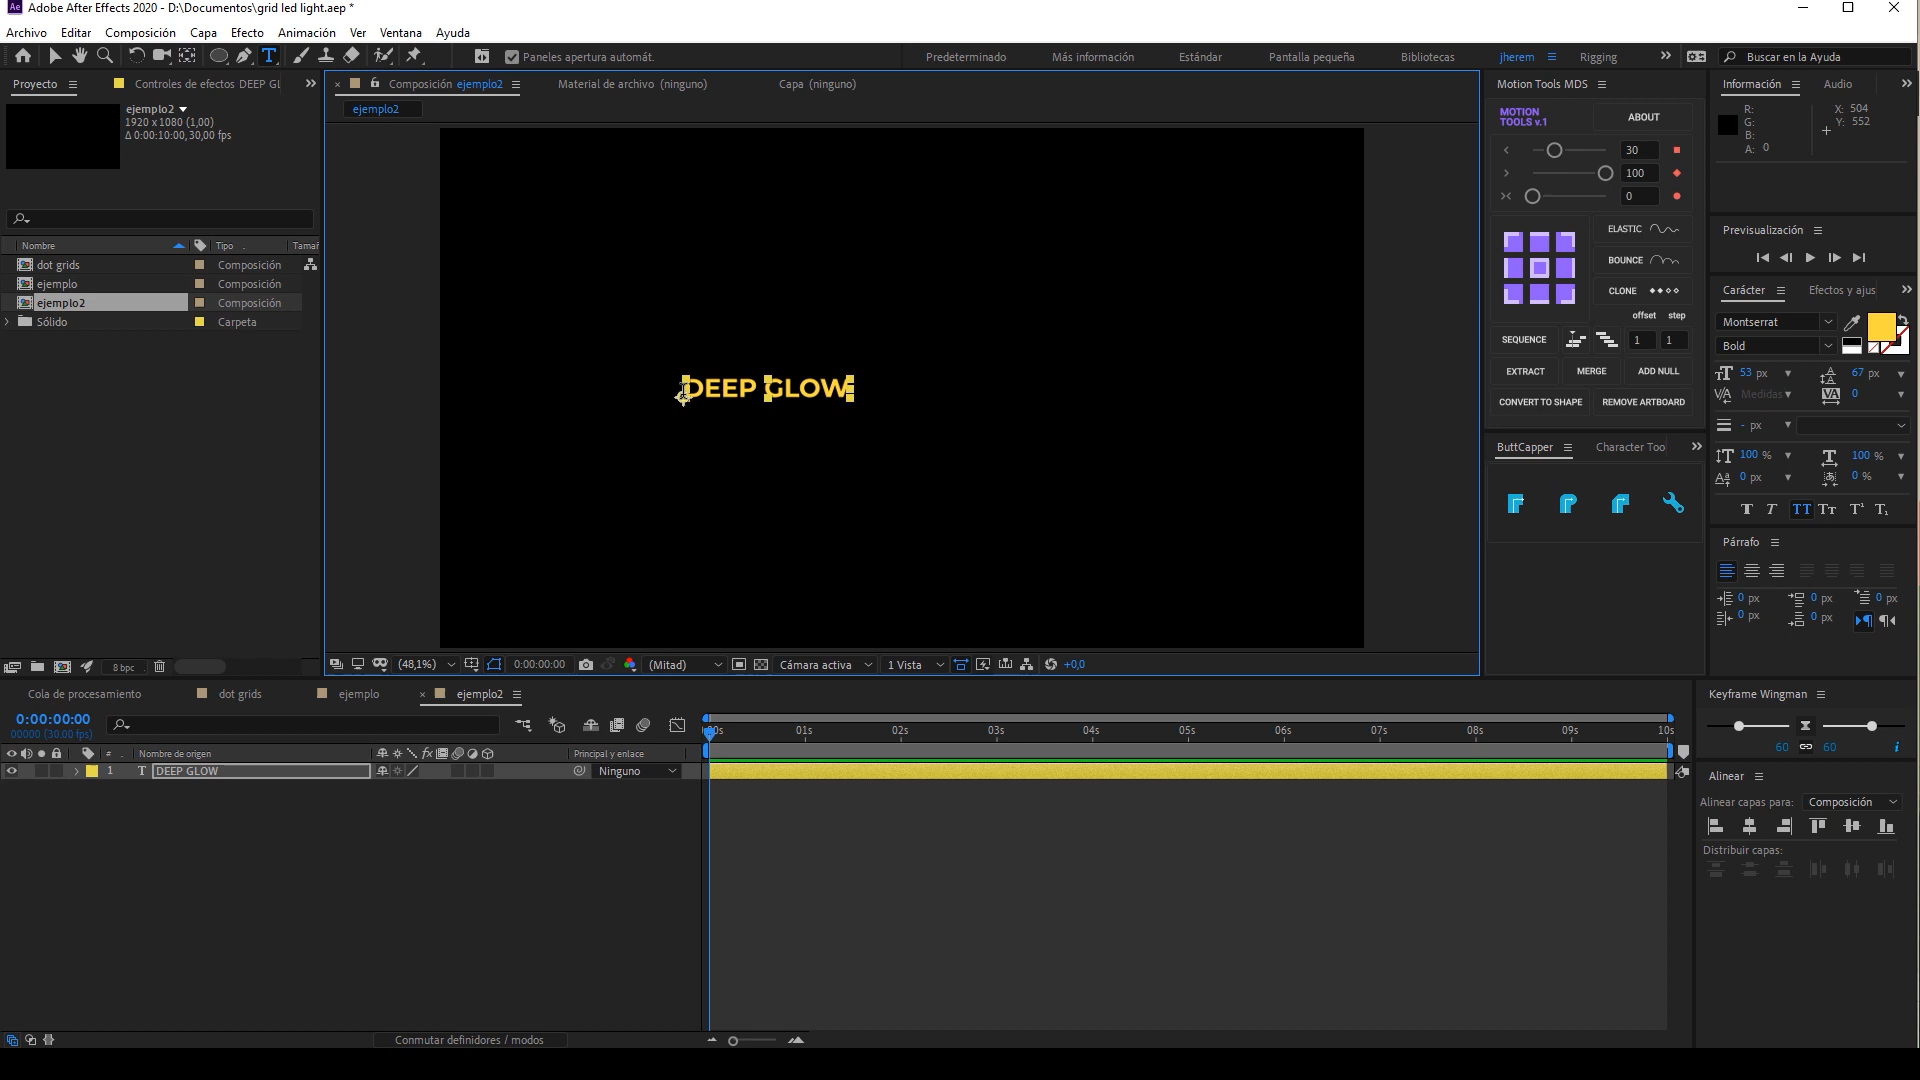 Adobe After Effects 2020 - D:\Documentos\grid led light.aep *
Archivo Editar Composición Capa Efecto Animación Ver Ventana Ayuda
Paneles apertura automát.
Predeterminado Más información Estándar Pantalla pequeña Bibliotecas jherem Rigging
Buscar en la Ayuda
Proyecto
Controles de efectos DEEP Gl
ejemplo2
1920 x 1080 (1,00)
Δ 0:00:10:00, 30,00 fps
Nombre Tipo Tamañ
dot grids Composición
ejemplo Composición
ejemplo2 Composición
Sólido Carpeta
8 bpc
Composición ejemplo2
Material de archivo (ninguno)
Capa (ninguno)
ejemplo2
DEEP GLOW
(48,1%) 0:00:00:00 (Mitad) Cámara activa 1 Vista +0,0
Motion Tools MDS
MOTION
TOOLS v.1
ABOUT
30
100
0
ELASTIC
BOUNCE
CLONE
offset step
SEQUENCE 1 1
EXTRACT MERGE ADD NULL
CONVERT TO SHAPE REMOVE ARTBOARD
ButtCapper Character Too
Información Audio
R:
G:
B:
A: 0
X: 504
Y: 552
Previsualización
Carácter Efectos y ajus
Montserrat
Bold
53 px 67 px
Medidas 0
- px
100 % 100 %
0 px 0 %
Párrafo
0 px 0 px 0 px
0 px 0 px
Cola de procesamiento dot grids ejemplo ejemplo2
0:00:00:00
00000 (30,00 fps)
# Nombre de origen Principal y enlace
1 T DEEP GLOW Ninguno
01s 02s 03s 04s 05s 06s 07s 08s 09s 10s
Conmutar definidores / modos
Keyframe Wingman
60 60
Alinear
Alinear capas para: Composición
Distribuir capas: